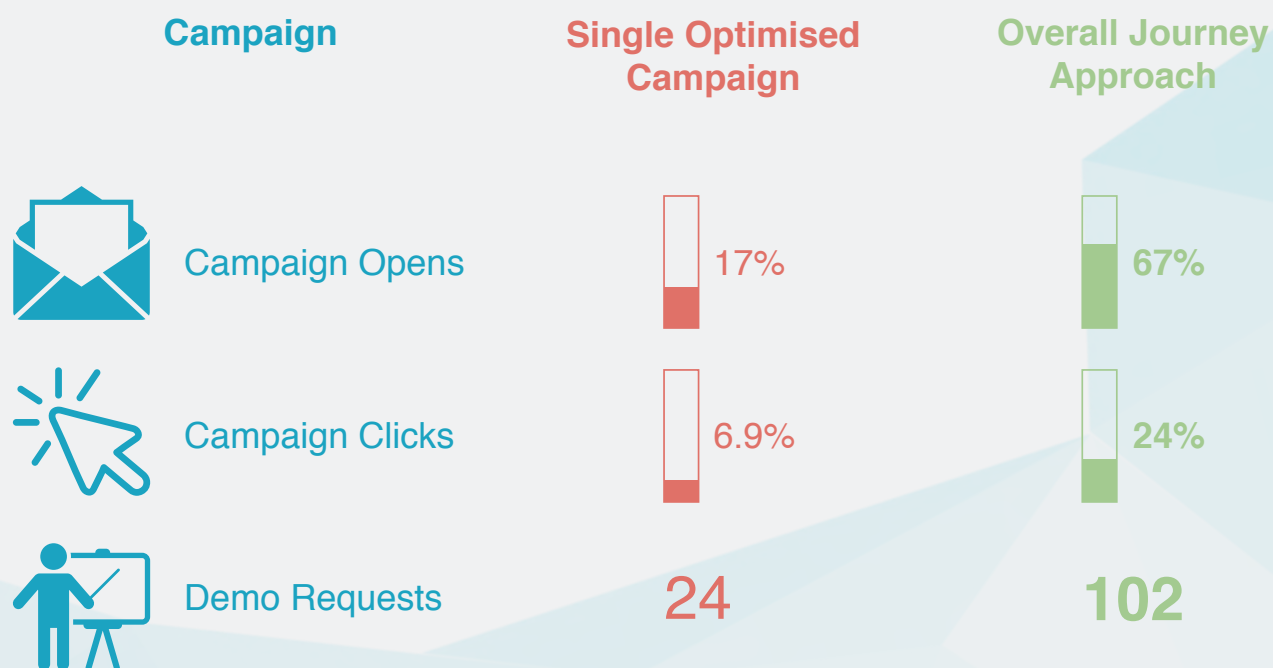 Campaign
Single Optimised
Campaign
Overall Journey
Approach
Campaign Opens
17%
67%
Campaign Clicks
6.9%
24%
Demo Requests
24
102